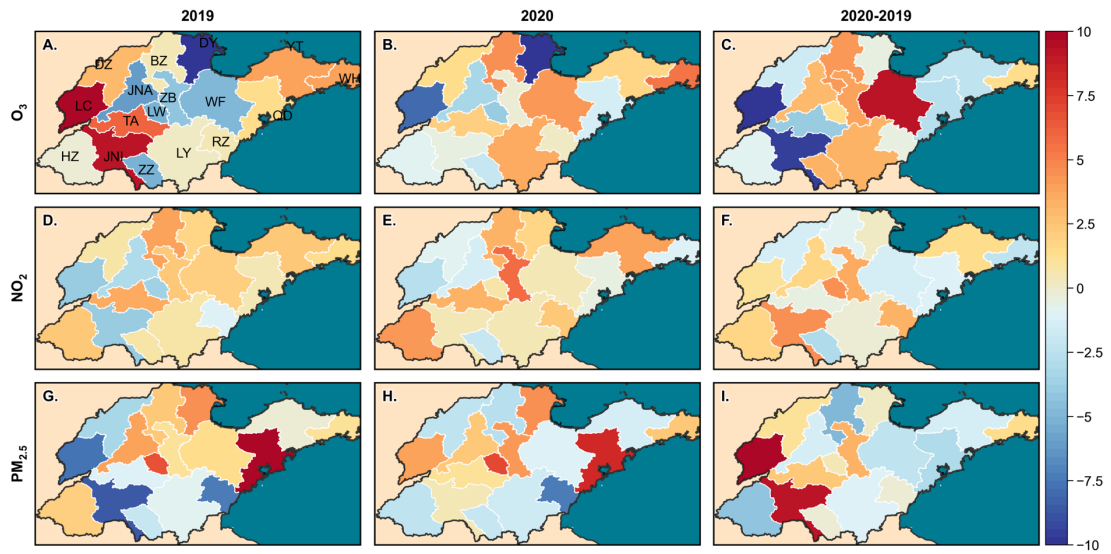 2019 2020 2020-2019
O₃
A. DY YT B. C.
DZ BZ
JNA WH
LC ZB WF
LW QD
TA
RZ
HZ JNI LY
ZZ
NO₂
D. E. F.
PM₂.₅
G. H. I.
10
7.5
5
2.5
0
−2.5
−5
−7.5
−10